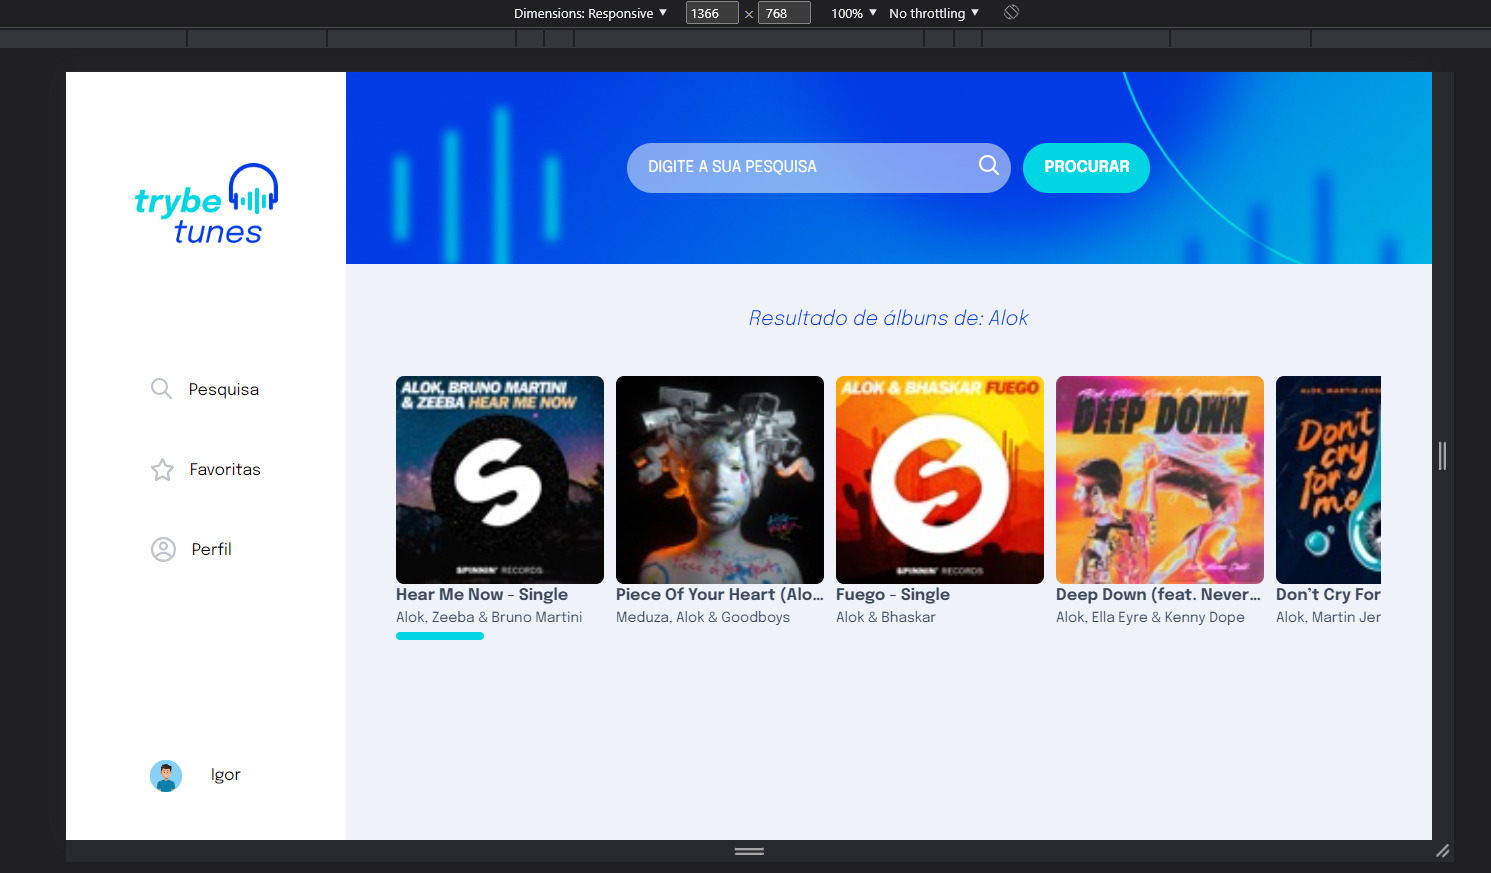 Dimensions: Responsive ▼ 1366 × 768 100% ▼ No throttling ▼
trybe
tunes
DIGITE A SUA PESQUISA
PROCURAR
Resultado de álbuns de: Alok
Pesquisa
Favoritas
Perfil
Igor
ALOK, BRUNO MARTINI
& ZEEBA HEAR ME NOW
SPINNIN' RECORDS
Hear Me Now - Single
Alok, Zeeba & Bruno Martini
Piece Of Your Heart (Alo...
Meduza, Alok & Goodboys
ALOK & BHASKAR FUEGO
SPINNIN' RECORDS
Fuego - Single
Alok & Bhaskar
DEEP DOWN
Deep Down (feat. Never...
Alok, Ella Eyre & Kenny Dope
ALOK, MARTIN JENS
Don't
cry
for
me
Don't Cry For
Alok, Martin Jer